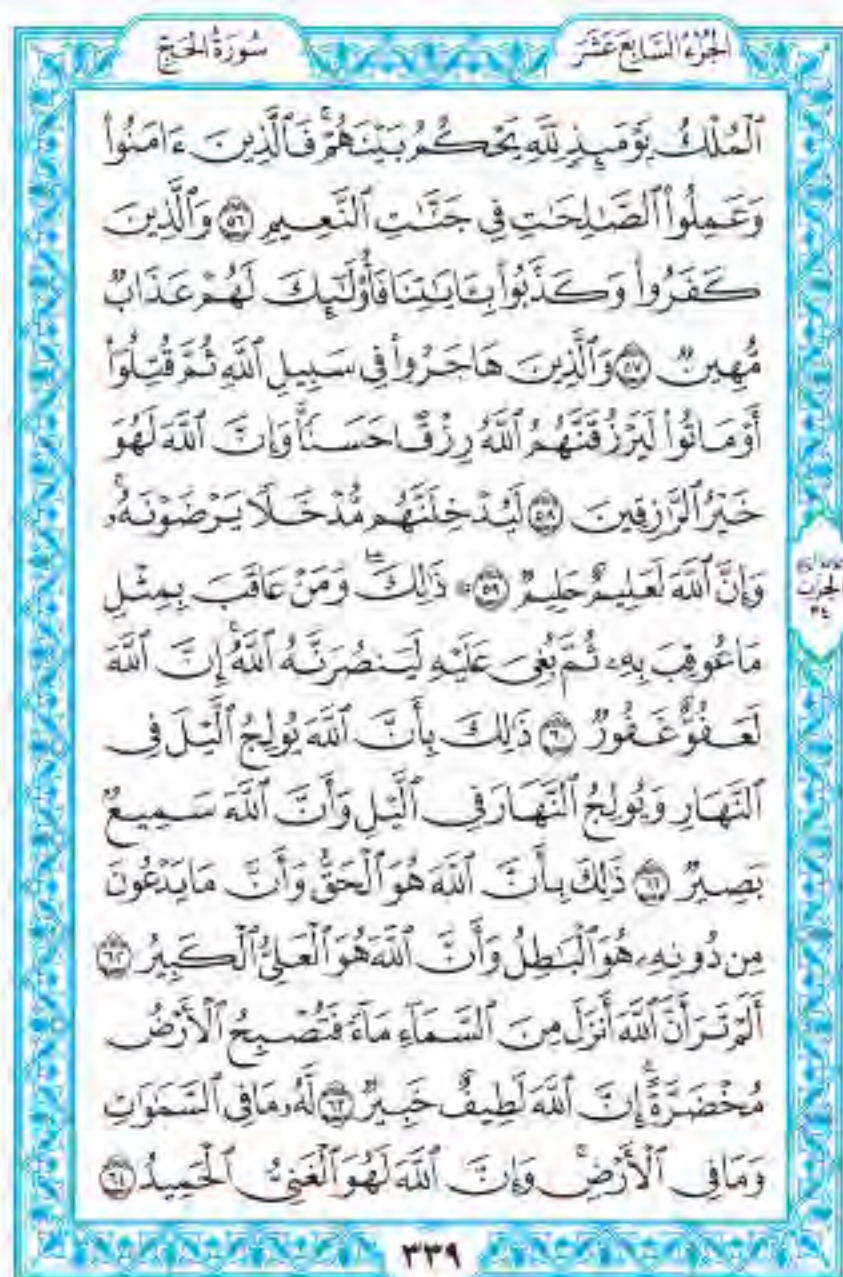 الجزء السابع عشر
سورة الحج
ٱلْمُلْكُ يَوْمَئِذٍ لِّلَّهِ يَحْكُمُ بَيْنَهُمْ ۚ فَٱلَّذِينَ ءَامَنُوا۟
وَعَمِلُوا۟ ٱلصَّـٰلِحَـٰتِ فِى جَنَّـٰتِ ٱلنَّعِيمِ ٥٦ وَٱلَّذِينَ
كَفَرُوا۟ وَكَذَّبُوا۟ بِـَٔايَـٰتِنَا فَأُو۟لَـٰٓئِكَ لَهُمْ عَذَابٌ
مُّهِينٌ ٥٧ وَٱلَّذِينَ هَاجَرُوا۟ فِى سَبِيلِ ٱللَّهِ ثُمَّ قُتِلُوٓا۟
أَوْ مَاتُوا۟ لَيَرْزُقَنَّهُمُ ٱللَّهُ رِزْقًا حَسَنًا ۚ وَإِنَّ ٱللَّهَ لَهُوَ
خَيْرُ ٱلرَّٰزِقِينَ ٥٨ لَيُدْخِلَنَّهُم مُّدْخَلًا يَرْضَوْنَهُۥ ۗ
وَإِنَّ ٱللَّهَ لَعَلِيمٌ حَلِيمٌ ٥٩ ۞ ذَٰلِكَ ۖ وَمَنْ عَاقَبَ بِمِثْلِ
مَا عُوقِبَ بِهِۦ ثُمَّ بُغِىَ عَلَيْهِ لَيَنصُرَنَّهُ ٱللَّهُ ۗ إِنَّ ٱللَّهَ
لَعَفُوٌّ غَفُورٌ ٦٠ ذَٰلِكَ بِأَنَّ ٱللَّهَ يُولِجُ ٱلَّيْلَ فِى
ٱلنَّهَارِ وَيُولِجُ ٱلنَّهَارَ فِى ٱلَّيْلِ وَأَنَّ ٱللَّهَ سَمِيعٌۢ
بَصِيرٌ ٦١ ذَٰلِكَ بِأَنَّ ٱللَّهَ هُوَ ٱلْحَقُّ وَأَنَّ مَا يَدْعُونَ
مِن دُونِهِۦ هُوَ ٱلْبَـٰطِلُ وَأَنَّ ٱللَّهَ هُوَ ٱلْعَلِىُّ ٱلْكَبِيرُ ٦٢
أَلَمْ تَرَ أَنَّ ٱللَّهَ أَنزَلَ مِنَ ٱلسَّمَآءِ مَآءً فَتُصْبِحُ ٱلْأَرْضُ
مُخْضَرَّةً ۗ إِنَّ ٱللَّهَ لَطِيفٌ خَبِيرٌ ٦٣ لَّهُۥ مَا فِى ٱلسَّمَـٰوَٰتِ
وَمَا فِى ٱلْأَرْضِ ۗ وَإِنَّ ٱللَّهَ لَهُوَ ٱلْغَنِىُّ ٱلْحَمِيدُ ٦٤
الحزب
٣٤
٣٣٩